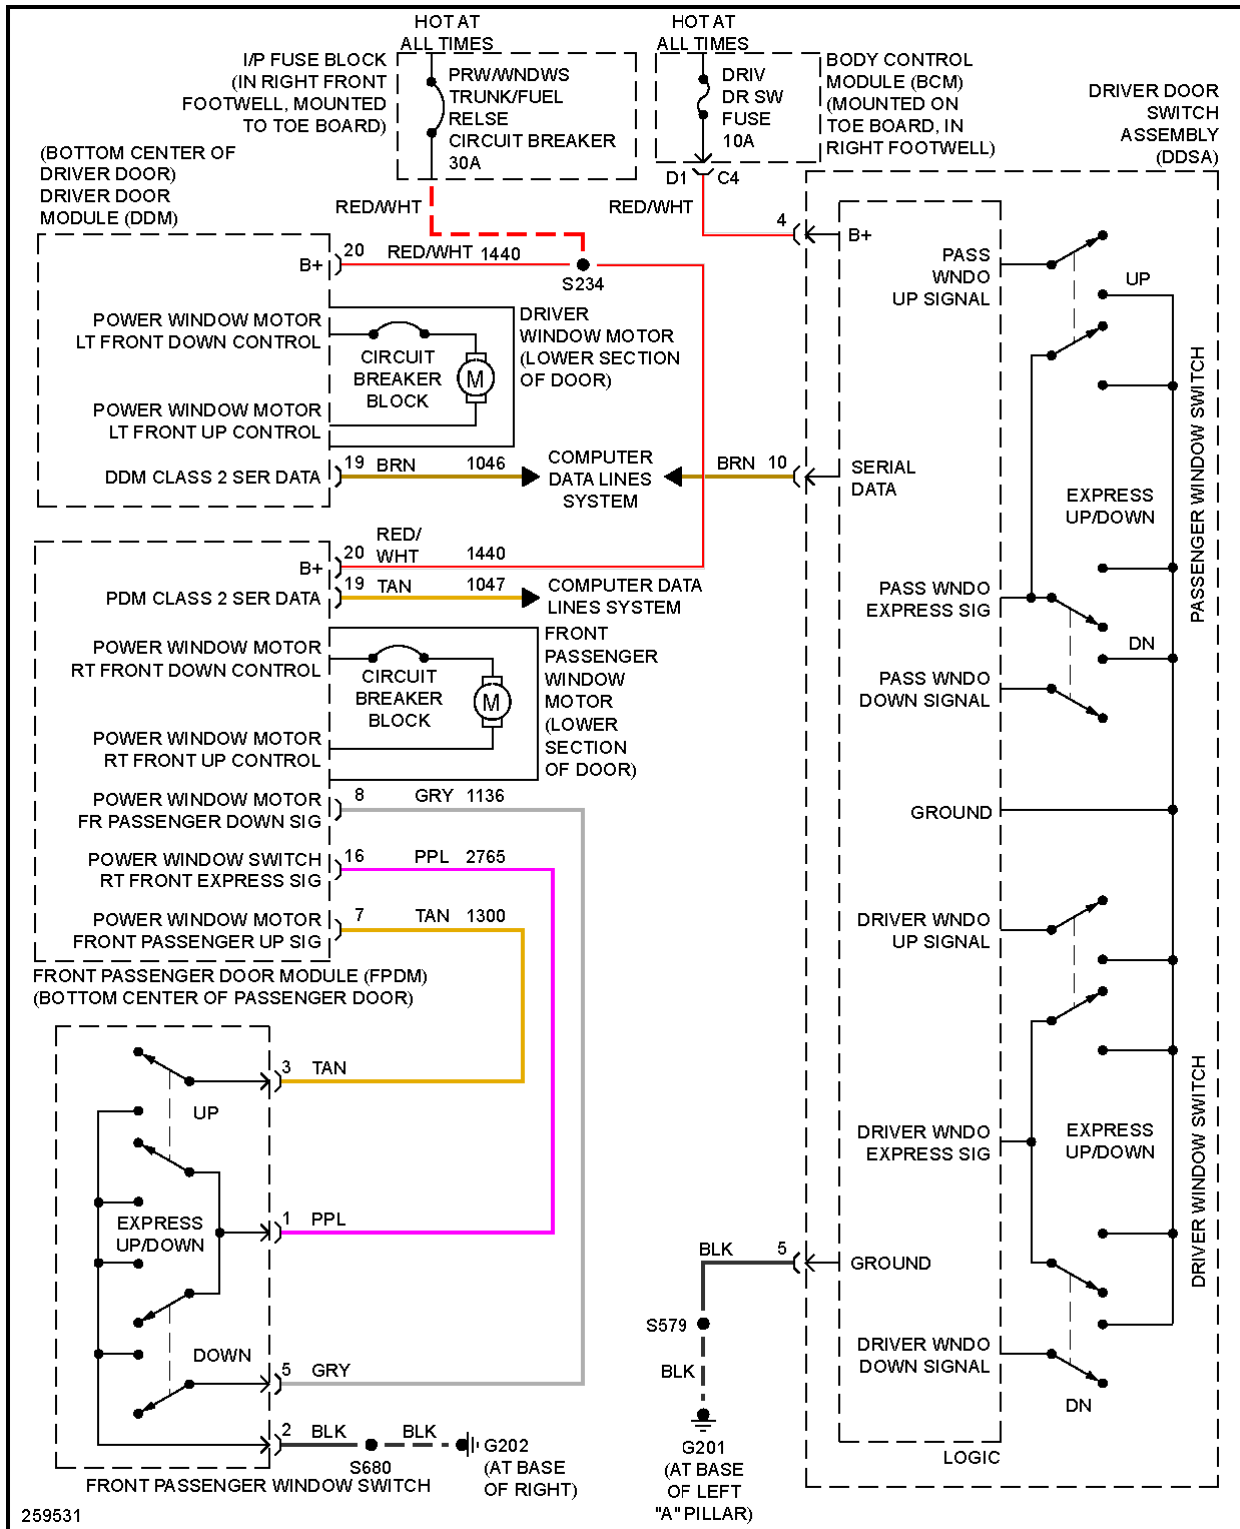 HOT AT
ALL TIMES
HOT AT
ALL TIMES
I/P FUSE BLOCK
(IN RIGHT FRONT
FOOTWELL, MOUNTED
TO TOE BOARD)
PRW/WNDWS
TRUNK/FUEL
RELSE
CIRCUIT BREAKER
30A
DRIV
DR SW
FUSE
10A
BODY CONTROL
MODULE (BCM)
(MOUNTED ON
TOE BOARD, IN
RIGHT FOOTWELL)
DRIVER DOOR
SWITCH
ASSEMBLY
(DDSA)
(BOTTOM CENTER OF
DRIVER DOOR)
DRIVER DOOR
MODULE (DDM)
RED/WHT
D1 C4
RED/WHT
4
B+
B+
20
RED/WHT 1440
S234
POWER WINDOW MOTOR
LT FRONT DOWN CONTROL
CIRCUIT
BREAKER
BLOCK
M
DRIVER
WINDOW MOTOR
(LOWER SECTION
OF DOOR)
POWER WINDOW MOTOR
LT FRONT UP CONTROL
DDM CLASS 2 SER DATA
19 BRN 1046
COMPUTER
DATA LINES
SYSTEM
BRN 10
SERIAL
DATA
PASS
WNDO
UP SIGNAL
UP
EXPRESS
UP/DOWN
PASSENGER WINDOW SWITCH
B+
20
RED/
WHT
1440
PDM CLASS 2 SER DATA
19 TAN 1047
COMPUTER DATA
LINES SYSTEM
PASS WNDO
EXPRESS SIG
DN
PASS WNDO
DOWN SIGNAL
POWER WINDOW MOTOR
RT FRONT DOWN CONTROL
CIRCUIT
BREAKER
BLOCK
M
FRONT
PASSENGER
WINDOW
MOTOR
(LOWER
SECTION
OF DOOR)
POWER WINDOW MOTOR
RT FRONT UP CONTROL
POWER WINDOW MOTOR
FR PASSENGER DOWN SIG
8 GRY 1136
GROUND
POWER WINDOW SWITCH
RT FRONT EXPRESS SIG
16 PPL 2765
POWER WINDOW MOTOR
FRONT PASSENGER UP SIG
7 TAN 1300
DRIVER WNDO
UP SIGNAL
FRONT PASSENGER DOOR MODULE (FPDM)
(BOTTOM CENTER OF PASSENGER DOOR)
3 TAN
UP
DRIVER WNDO
EXPRESS SIG
EXPRESS
UP/DOWN
DRIVER WINDOW SWITCH
1 PPL
EXPRESS
UP/DOWN
BLK 5
GROUND
S579
BLK
DRIVER WNDO
DOWN SIGNAL
DN
DOWN
5 GRY
2 BLK
BLK
S680
G202
(AT BASE
OF RIGHT)
G201
(AT BASE
OF LEFT
"A" PILLAR)
LOGIC
FRONT PASSENGER WINDOW SWITCH
259531